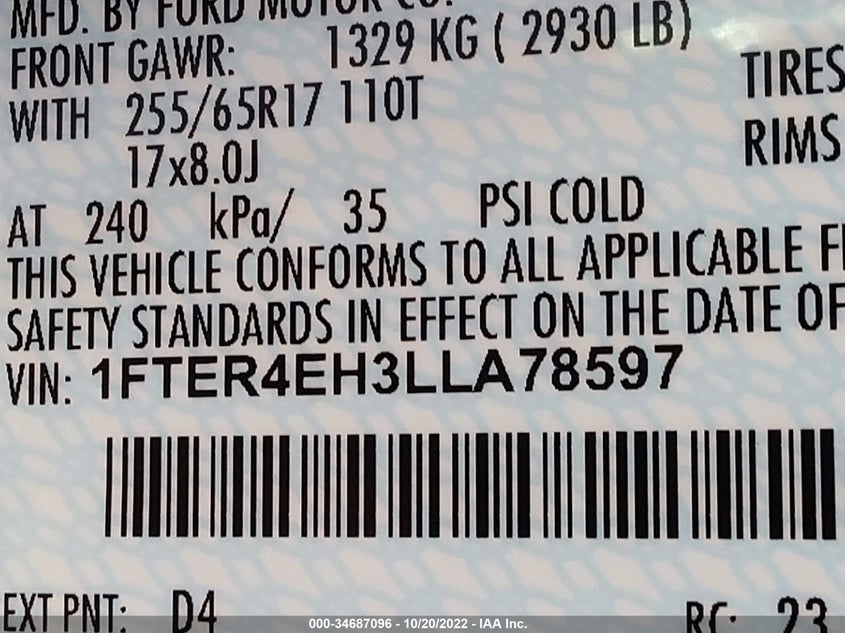 MFD. BY FORD MOTOR CO.
FRONT GAWR: 1329 KG ( 2930 LB)
WITH 255/65R17 110T TIRES
17x8.0J RIMS
AT 240 kPa/ 35 PSI COLD
THIS VEHICLE CONFORMS TO ALL APPLICABLE
SAFETY STANDARDS IN EFFECT ON THE DATE OF
VIN: 1FTER4EH3LLA78597
EXT PNT: D4 RC: 23
000-34687096 - 10/20/2022 - IAA Inc.